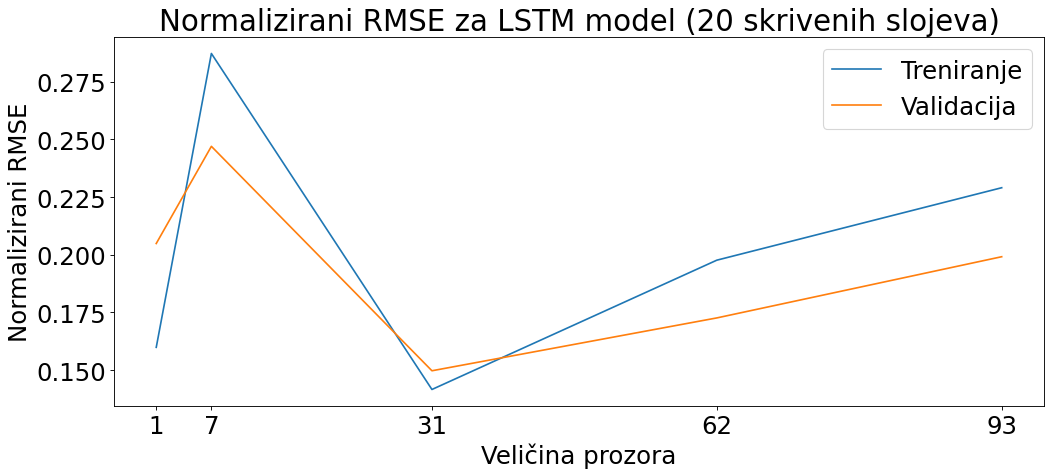 Normalizirani RMSE za LSTM model (20 skrivenih slojeva)
Treniranje
Validacija
Normalizirani RMSE
0.275
0.250
0.225
0.200
0.175
0.150
1 7 31 62 93
Veličina prozora